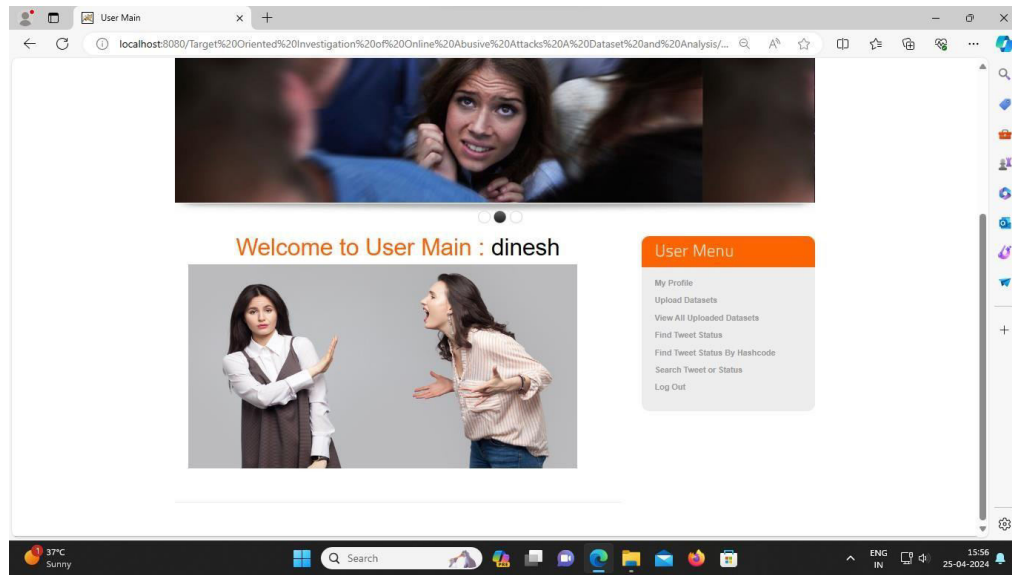 User Main
localhost:8080/Target%20Oriented%20Investigation%20of%20Online%20Abusive%20Attacks%20A%20Dataset%20and%20Analysis/...
Welcome to User Main : dinesh
User Menu
My Profile
Upload Datasets
View All Uploaded Datasets
Find Tweet Status
Find Tweet Status By Hashcode
Search Tweet or Status
Log Out
1
37°C
Sunny
Search
ENG
IN
15:56
25-04-2024